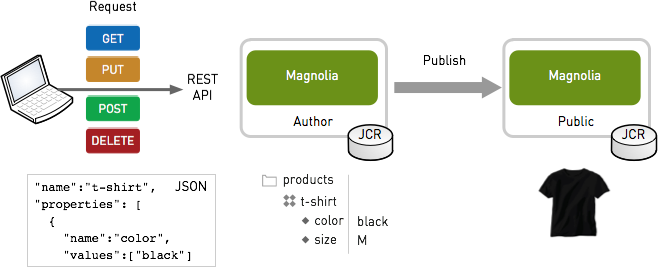 Request
GET
PUT
POST
DELETE
REST
API
Magnolia
Author
JCR
Publish
Magnolia
Public
JCR
"name":"t-shirt", JSON
"properties": [
{
"name":"color",
"values":["black"]
products
t-shirt
color black
size M